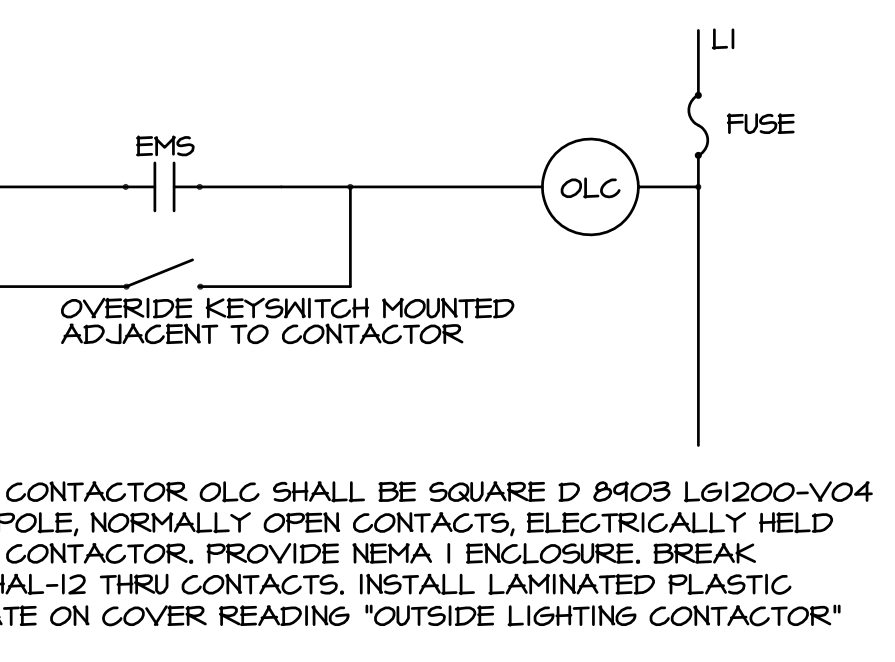 L1
FUSE
EMS
OLC
OVERIDE KEYSWITCH MOUNTED
ADJACENT TO CONTACTOR
CONTACTOR OLC SHALL BE SQUARE D 8903 LG1200-V04
POLE, NORMALLY OPEN CONTACTS, ELECTRICALLY HELD
CONTACTOR. PROVIDE NEMA 1 ENCLOSURE. BREAK
HAL-12 THRU CONTACTS. INSTALL LAMINATED PLASTIC
ATE ON COVER READING "OUTSIDE LIGHTING CONTACTOR"